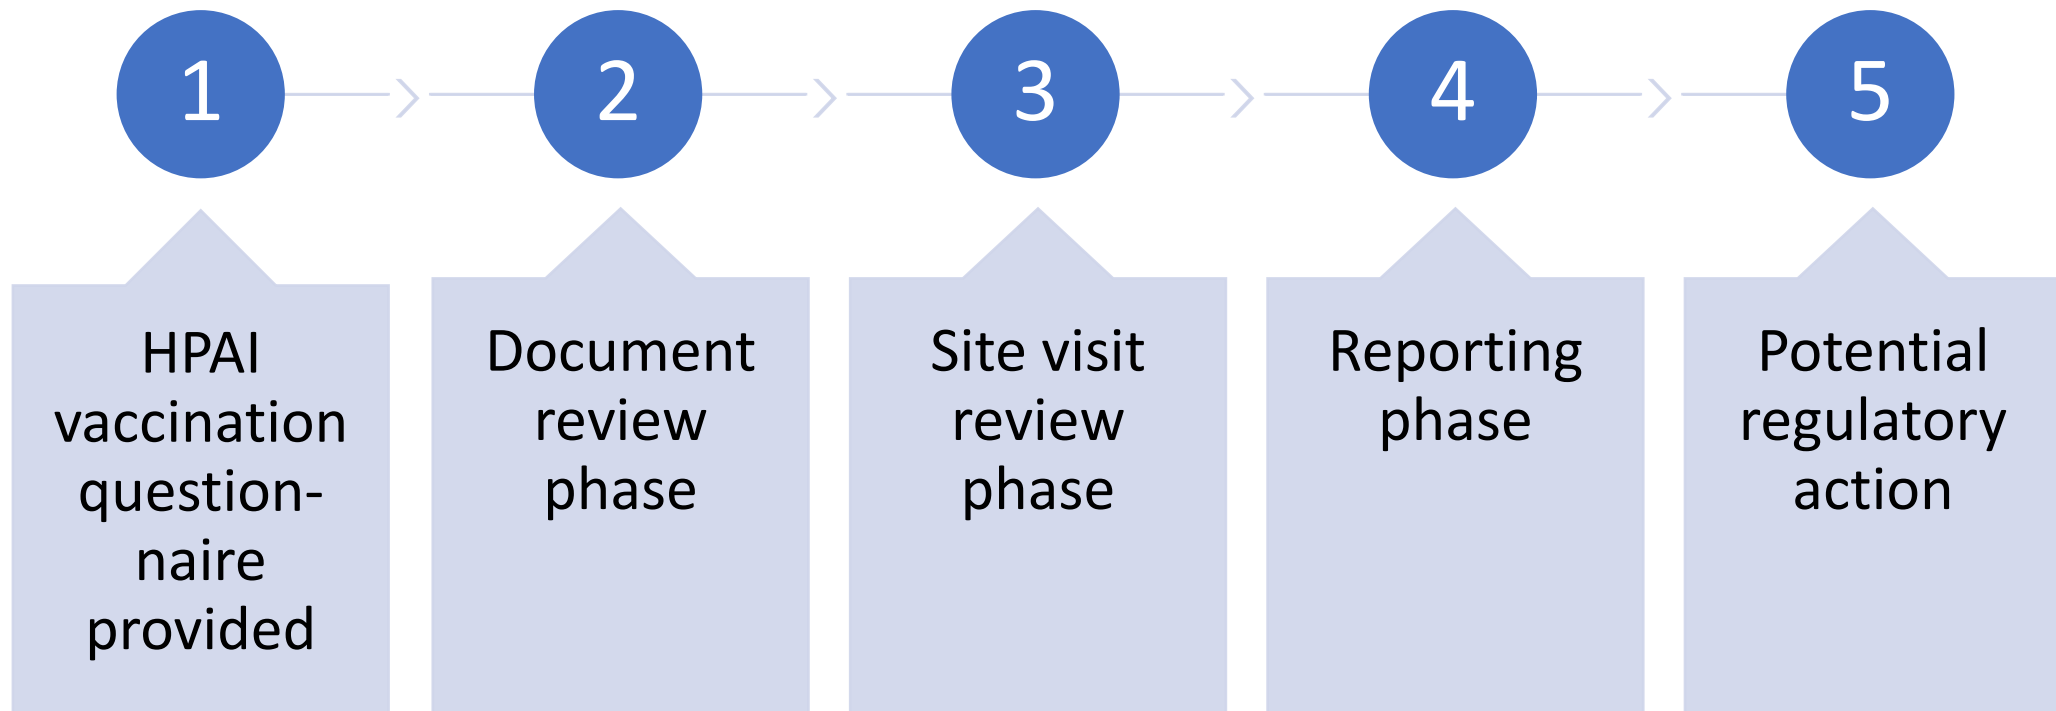 1
2
3
4
5
HPAI
vaccination
question-
naire
provided
Document
review
phase
Site visit
review
phase
Reporting
phase
Potential
regulatory
action